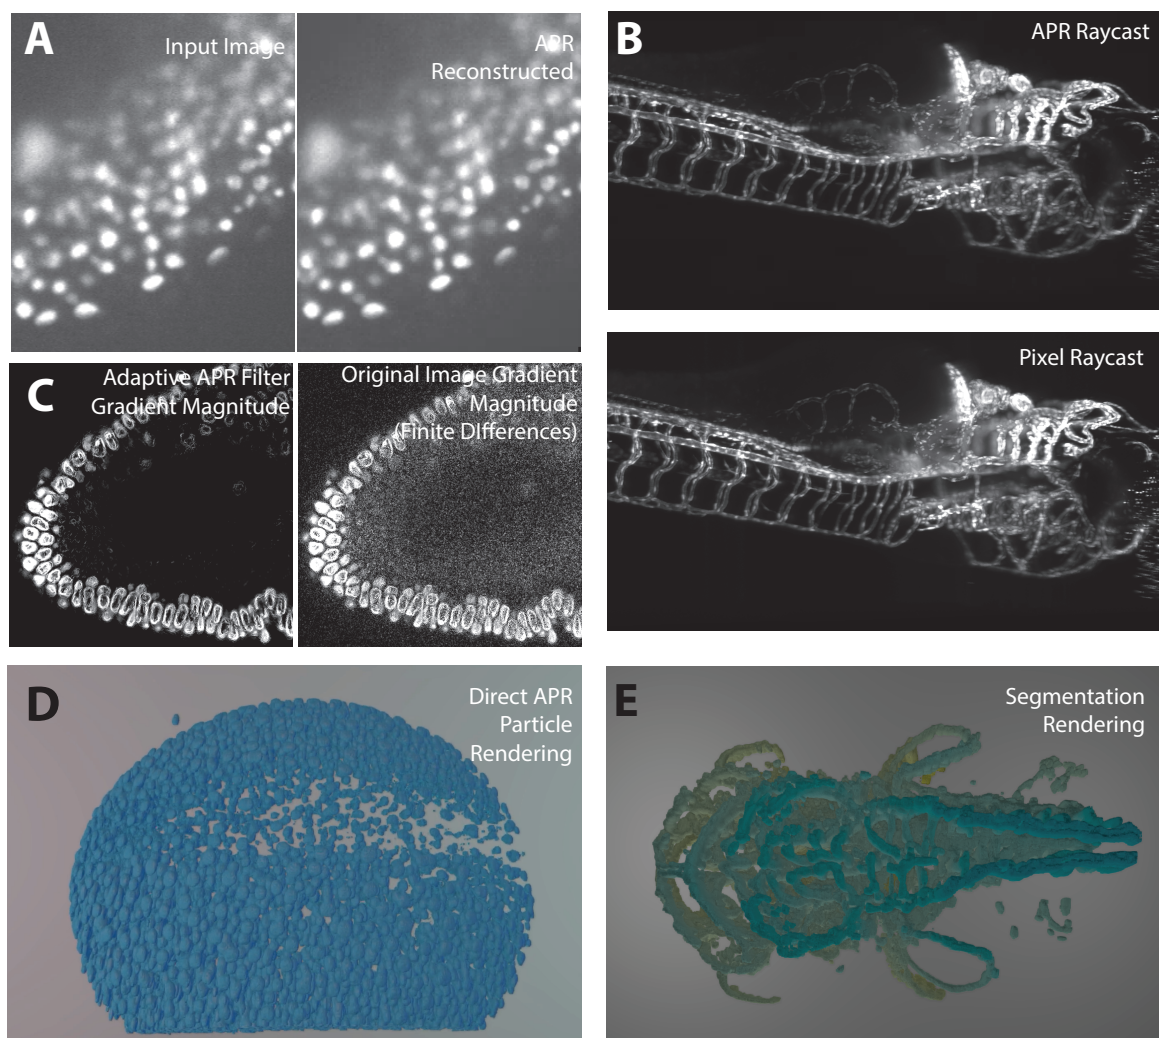 A
Input Image
APR
Reconstructed
B
APR Raycast
Pixel Raycast
C
Adaptive APR Filter
Gradient Magnitude
Original Image Gradient
Magnitude
(Finite DIfferences)
D
Direct APR
Particle
Rendering
E
Segmentation
Rendering